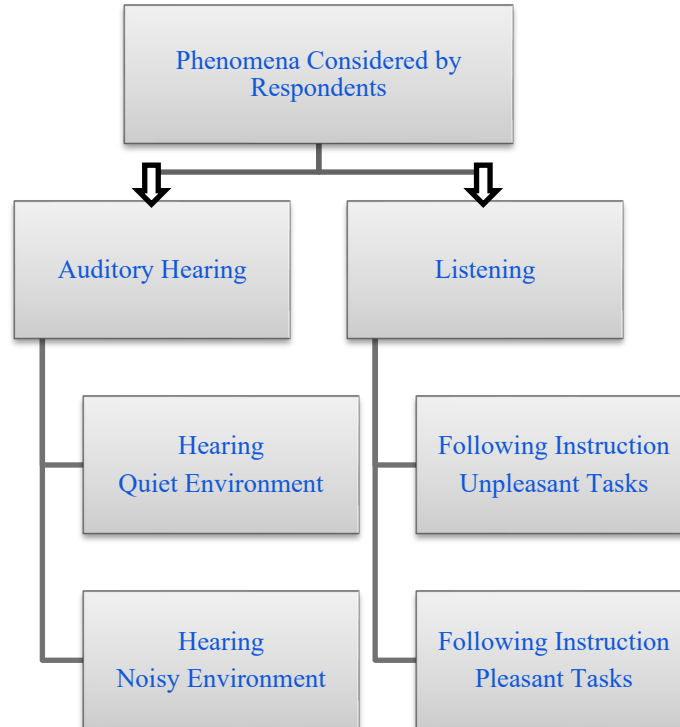 Phenomena Considered by
Respondents
Auditory Hearing
Listening
Hearing
Quiet Environment
Following Instruction
Unpleasant Tasks
Hearing
Noisy Environment
Following Instruction
Pleasant Tasks